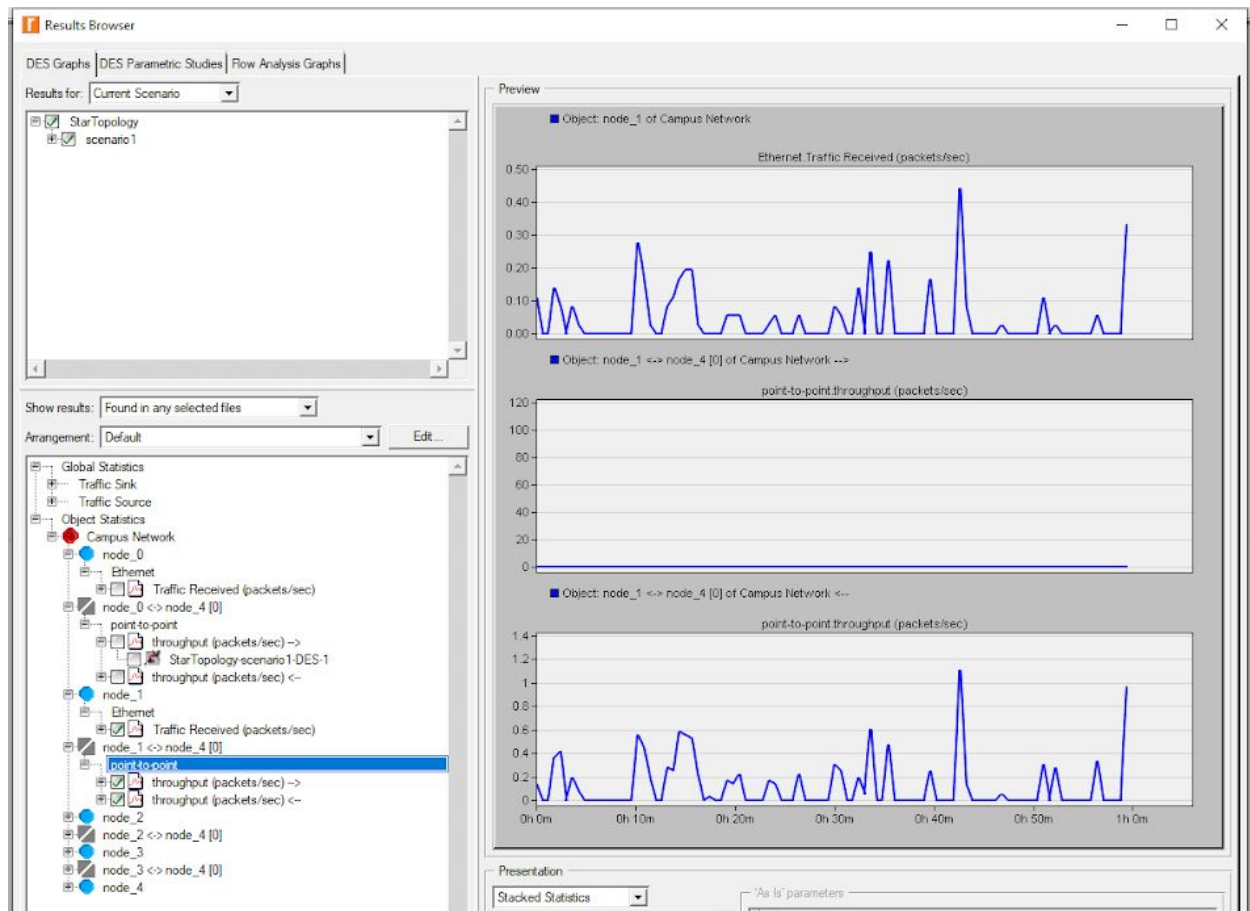 Results Browser
DES Graphs DES Parametric Studies Flow Analysis Graphs
Results for: Current Scenario
StarTopology
scenario1
Show results: Found in any selected files
Arrangement: Default Edit...
Global Statistics
Traffic Sink
Traffic Source
Object Statistics
Campus Network
node_0
Ethernet
Traffic Received (packets/sec)
node_0 <-> node_4 [0]
point-to-point
throughput (packets/sec) -->
StarTopology-scenario1-DES-1
throughput (packets/sec) <--
node_1
Ethernet
Traffic Received (packets/sec)
node_1 <-> node_4 [0]
point-to-point
throughput (packets/sec) -->
throughput (packets/sec) <--
node_2
node_2 <-> node_4 [0]
node_3
node_3 <-> node_4 [0]
node_4
Preview
Object: node_1 of Campus Network
Ethernet.Traffic Received (packets/sec)
0.50
0.40
0.30
0.20
0.10
0.00
Object: node_1 <-> node_4 [0] of Campus Network -->
point-to-point.throughput (packets/sec)
120
100
80
60
40
20
0
Object: node_1 <-> node_4 [0] of Campus Network <--
point-to-point.throughput (packets/sec)
1.4
1.2
1
0.8
0.6
0.4
0.2
0
0h 0m 0h 10m 0h 20m 0h 30m 0h 40m 0h 50m 1h 0m
Presentation
Stacked Statistics
'As Is' parameters